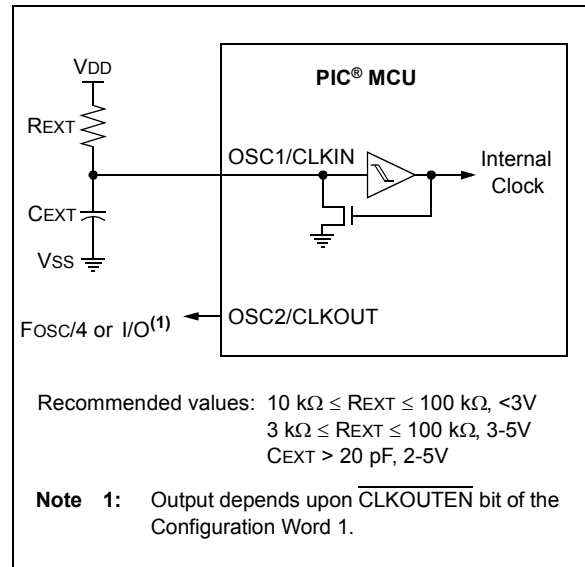 VDD
PIC® MCU
REXT
OSC1/CLKIN
Internal
Clock
CEXT
VSS
OSC2/CLKOUT
FOSC/4 or I/O(1)
Recommended values: 10 kΩ ≤ REXT ≤ 100 kΩ, <3V
3 kΩ ≤ REXT ≤ 100 kΩ, 3-5V
CEXT > 20 pF, 2-5V
Note 1: Output depends upon CLKOUTEN bit of the
Configuration Word 1.